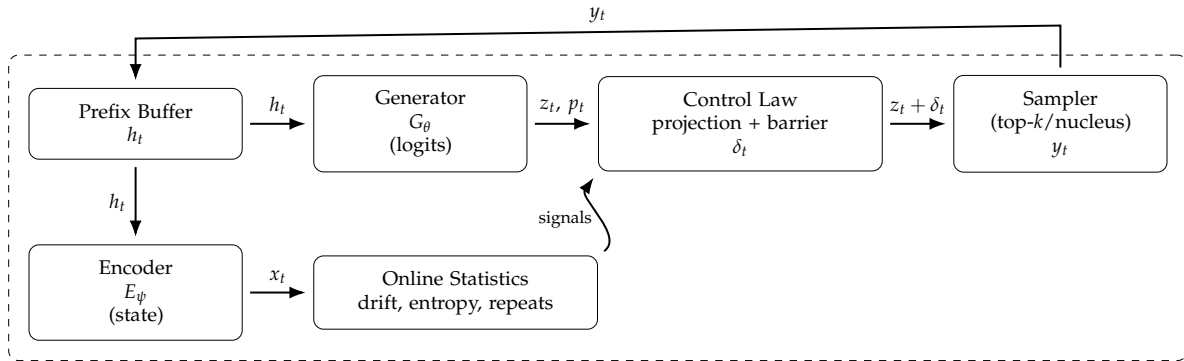 y_t
Prefix Buffer
h_t
h_t
Generator
G_θ
(logits)
z_t, p_t
Control Law
projection + barrier
δ_t
z_t + δ_t
Sampler
(top-k/nucleus)
y_t
h_t
signals
Encoder
E_ψ
(state)
x_t
Online Statistics
drift, entropy, repeats